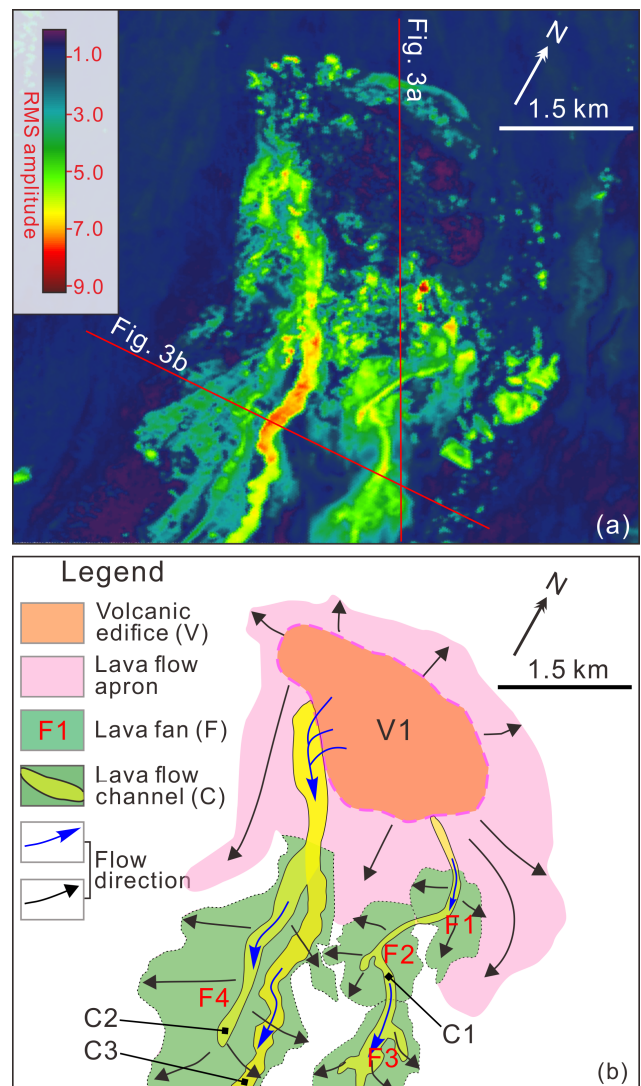 -1.0
-3.0
-5.0
-7.0
-9.0
RMS amplitude
Fig. 3a
N
1.5 km
Fig. 3b
(a)
Legend
Volcanic
edifice (V)
Lava flow
apron
F1
Lava fan (F)
Lava flow
channel (C)
Flow
direction
N
1.5 km
V1
F1
F2
F4
C2
C1
C3
F3
(b)